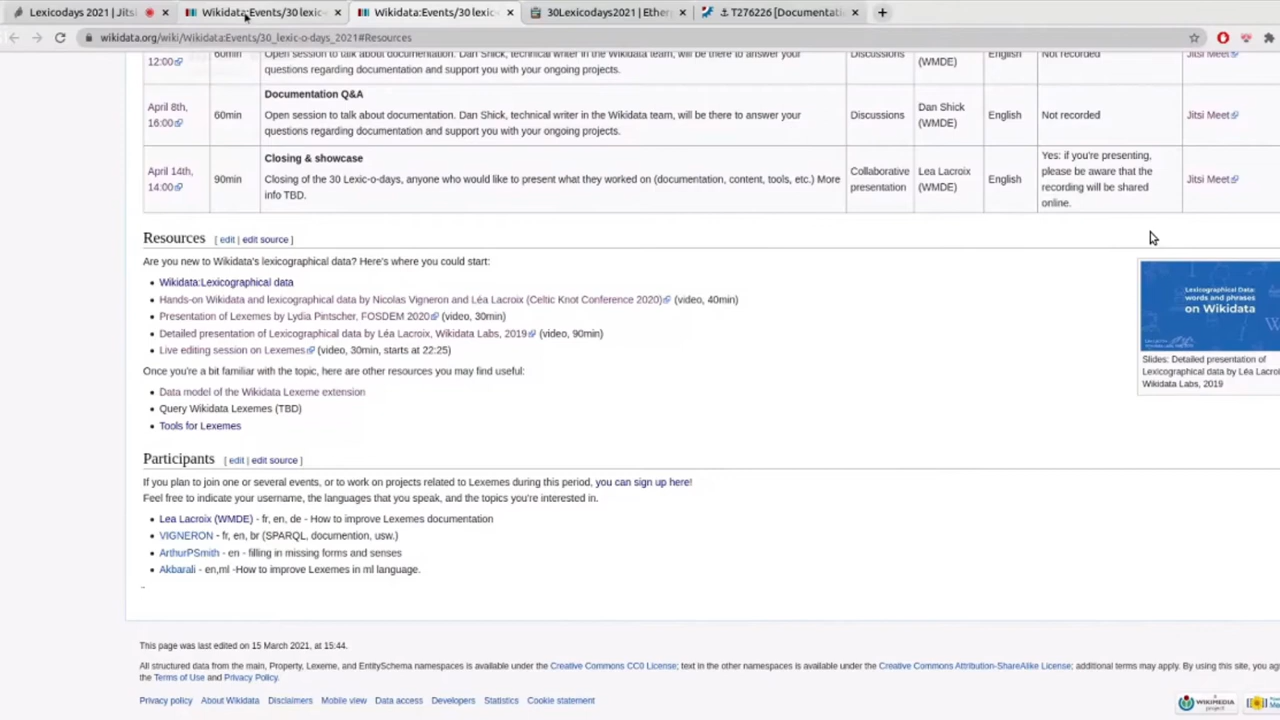 Lexicodays 2021 | Jits
Wikidata:Events/30 lexic
Wikidata:Events/30 lexic
30Lexicodays2021 | Ether
T276226 [Documentati
wikidata.org/wiki/Wikidata:Events/30_lexic-o-days_2021#Resources
12:00
60min
Open session to talk about documentation. Dan Shick, technical writer in the Wikidata team, will be there to answer your
questions regarding documentation and support you with your ongoing projects.
Discussions
(WMDE)
English
Not recorded
Jitsi Meet
April 8th,
16:00
60min
Documentation Q&A
Open session to talk about documentation. Dan Shick, technical writer in the Wikidata team, will be there to answer your
questions regarding documentation and support you with your ongoing projects.
Discussions
Dan Shick
(WMDE)
English
Not recorded
Jitsi Meet
April 14th,
14:00
90min
Closing & showcase
Closing of the 30 Lexic-o-days, anyone who would like to present what they worked on (documentation, content, tools, etc.) More
info TBD.
Collaborative
presentation
Lea Lacroix
(WMDE)
English
Yes: if you're presenting,
please be aware that the
recording will be shared
online.
Jitsi Meet
Resources [ edit | edit source ]
Are you new to Wikidata's lexicographical data? Here's where you could start:
• Wikidata:Lexicographical data
• Hands-on Wikidata and lexicographical data by Nicolas Vigneron and Léa Lacroix (Celtic Knot Conference 2020) (video, 40min)
• Presentation of Lexemes by Lydia Pintscher, FOSDEM 2020 (video, 30min)
• Detailed presentation of Lexicographical data by Léa Lacroix, Wikidata Labs, 2019 (video, 90min)
• Live editing session on Lexemes (video, 30min, starts at 22:25)
Once you're a bit familiar with the topic, here are other resources you may find useful:
• Data model of the Wikidata Lexeme extension
• Query Wikidata Lexemes (TBD)
• Tools for Lexemes
Lexicographical Data:
words and phrases
on Wikidata
Slides: Detailed presentation of
Lexicographical data by Léa Lacroi
Wikidata Labs, 2019
Participants [ edit | edit source ]
If you plan to join one or several events, or to work on projects related to Lexemes during this period, you can sign up here!
Feel free to indicate your username, the languages that you speak, and the topics you're interested in.
• Lea Lacroix (WMDE) - fr, en, de - How to improve Lexemes documentation
• VIGNERON - fr, en, br (SPARQL, documention, usw.)
• ArthurPSmith - en - filling in missing forms and senses
• Akbarali - en,ml -How to improve Lexemes in ml language.
This page was last edited on 15 March 2021, at 15:44.
All structured data from the main, Property, Lexeme, and EntitySchema namespaces is available under the Creative Commons CC0 License; text in the other namespaces is available under the Creative Commons Attribution-ShareAlike License; additional terms may apply. By using this site, you ag
the Terms of Use and Privacy Policy.
Privacy policy About Wikidata Disclaimers Mobile view Data access Developers Statistics Cookie statement
WIKIMEDIA
project